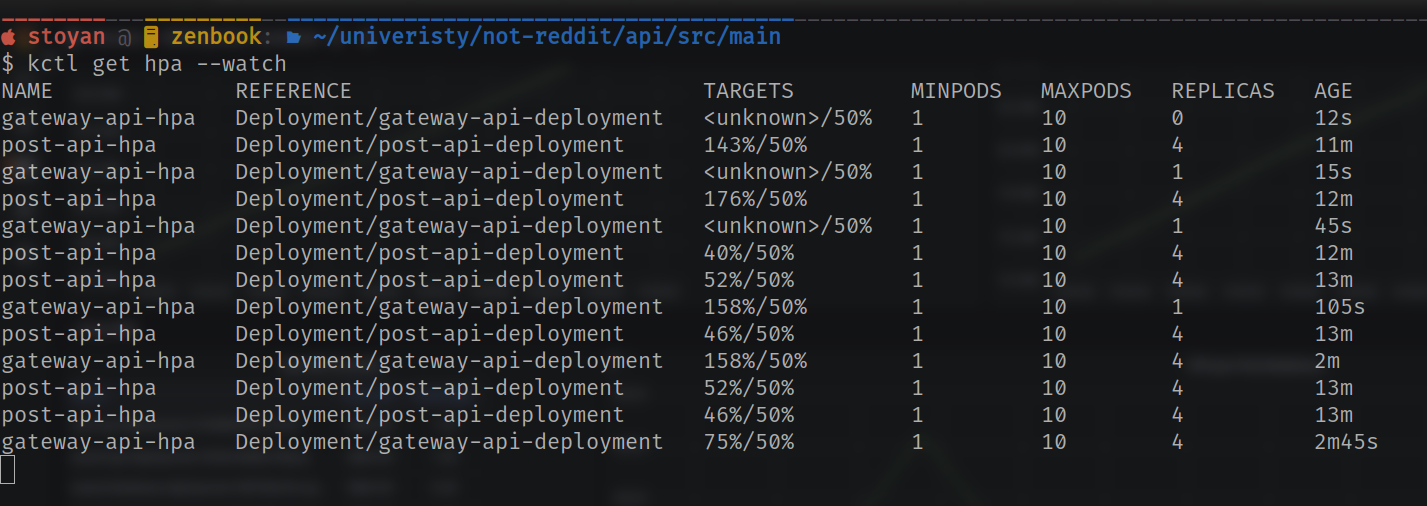 stoyan @ zenbook: ~/univeristy/not-reddit/api/src/main
$ kctl get hpa --watch
NAME REFERENCE TARGETS MINPODS MAXPODS REPLICAS AGE
gateway-api-hpa Deployment/gateway-api-deployment <unknown>/50% 1 10 0 12s
post-api-hpa Deployment/post-api-deployment 143%/50% 1 10 4 11m
gateway-api-hpa Deployment/gateway-api-deployment <unknown>/50% 1 10 1 15s
post-api-hpa Deployment/post-api-deployment 176%/50% 1 10 4 12m
gateway-api-hpa Deployment/gateway-api-deployment <unknown>/50% 1 10 1 45s
post-api-hpa Deployment/post-api-deployment 40%/50% 1 10 4 12m
post-api-hpa Deployment/post-api-deployment 52%/50% 1 10 4 13m
gateway-api-hpa Deployment/gateway-api-deployment 158%/50% 1 10 1 105s
post-api-hpa Deployment/post-api-deployment 46%/50% 1 10 4 13m
gateway-api-hpa Deployment/gateway-api-deployment 158%/50% 1 10 4 2m
post-api-hpa Deployment/post-api-deployment 52%/50% 1 10 4 13m
post-api-hpa Deployment/post-api-deployment 46%/50% 1 10 4 13m
gateway-api-hpa Deployment/gateway-api-deployment 75%/50% 1 10 4 2m45s